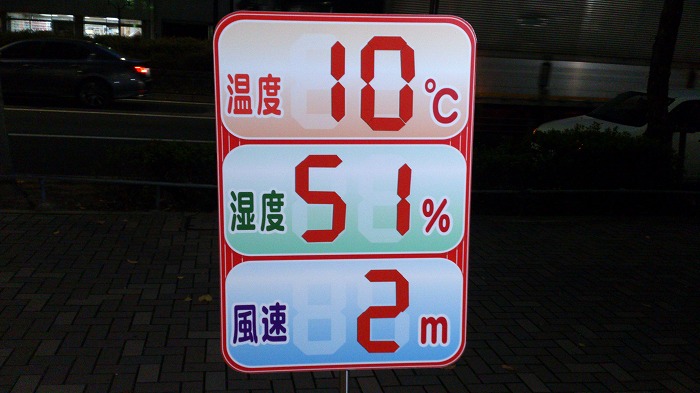 温度 10℃
湿度 51%
風速 2m